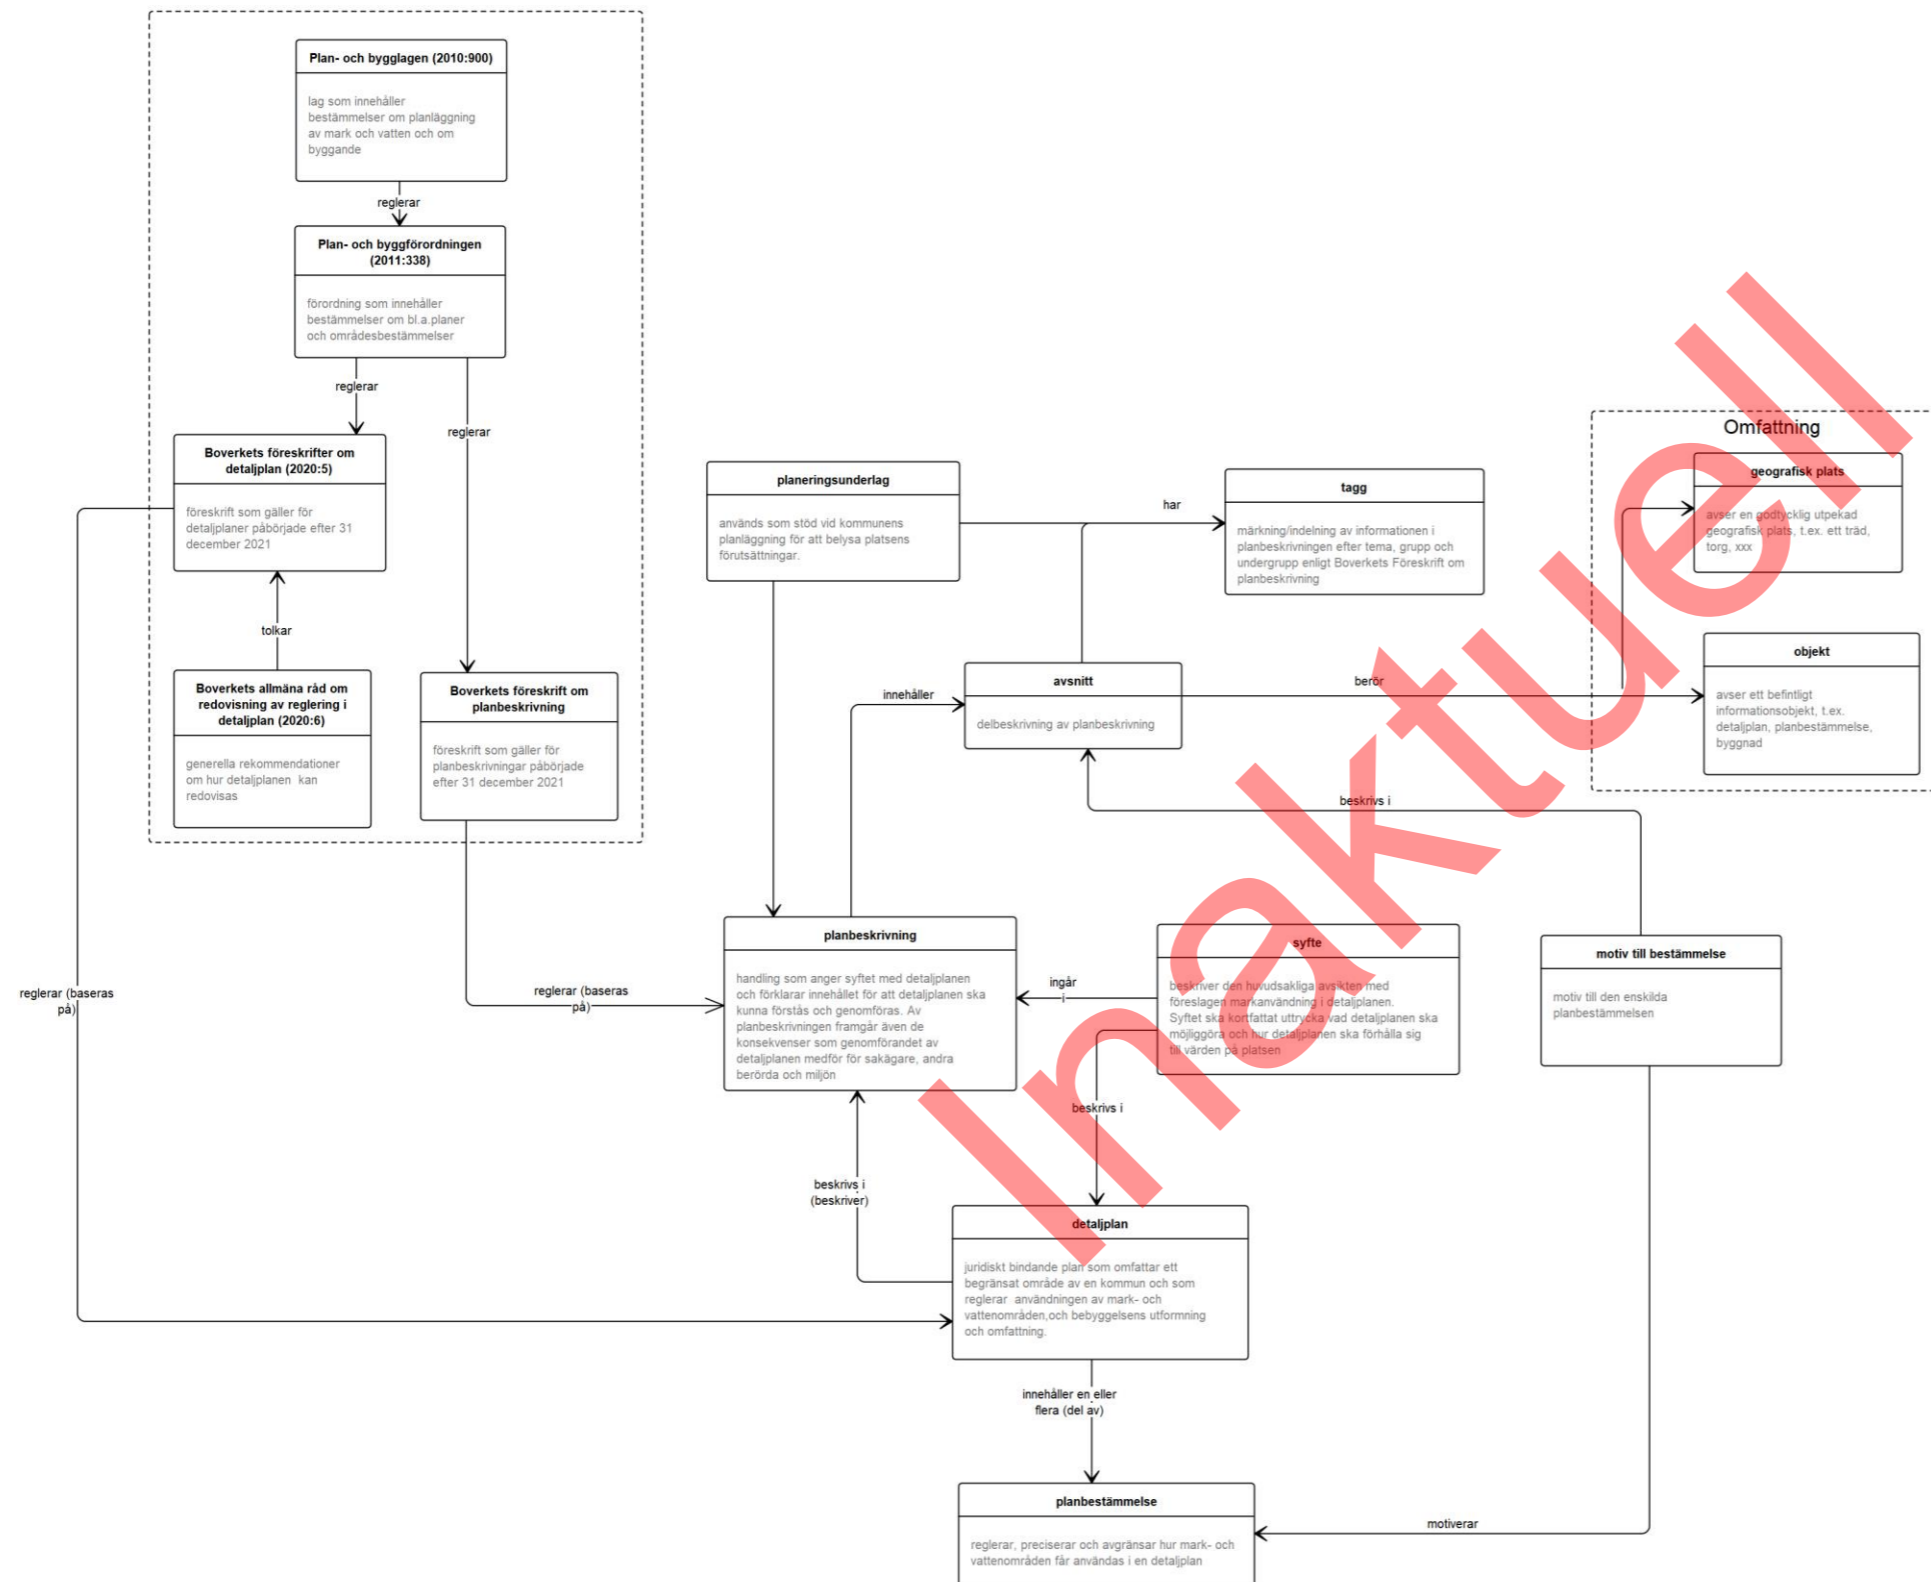 Plan- och bygglagen (2010:900)
lag som innehåller
bestämmelser om planläggning
av mark och vatten och om
byggande
reglerar
Plan- och byggförordningen
(2011:338)
förordning som innehåller
bestämmelser om bl.a.planer
och områdesbestämmelser
reglerar
reglerar
Boverkets föreskrifter om
detaljplan (2020:5)
föreskrift som gäller för
detaljplaner påbörjade efter 31
december 2021
tolkar
Boverkets allmäna råd om
redovisning av reglering i
detaljplan (2020:6)
generella rekommendationer
om hur detaljplanen kan
redovisas
Boverkets föreskrift om
planbeskrivning
föreskrift som gäller för
planbeskrivningar påbörjade
efter 31 december 2021
reglerar (baseras
på)
reglerar (baseras
på)
planeringsunderlag
används som stöd vid kommunens
planläggning för att belysa platsens
förutsättningar.
har
tagg
märkning/indelning av informationen i
planbeskrivningen efter tema, grupp och
undergrupp enligt Boverkets Föreskrift om
planbeskrivning
Omfattning
geografisk plats
avser en godtycklig utpekad
geografisk plats, t.ex. ett träd,
torg, xxx
objekt
avser ett befintligt
informationsobjekt, t.ex.
detaljplan, planbestämmelse,
byggnad
innehåller
avsnitt
delbeskrivning av planbeskrivning
berör
beskrivs i
planbeskrivning
handling som anger syftet med detaljplanen
och förklarar innehållet för att detaljplanen ska
kunna förstås och genomföras. Av
planbeskrivningen framgår även de
konsekvenser som genomförandet av
detaljplanen medför för sakägare, andra
berörda och miljön
ingår
i
syfte
beskriver den huvudsakliga avsikten med
föreslagen markanvändning i detaljplanen.
Syftet ska kortfattat uttrycka vad detaljplanen ska
möjliggöra och hur detaljplanen ska förhålla sig
till värden på platsen
motiv till bestämmelse
motiv till den enskilda
planbestämmelsen
beskrivs i
beskrivs i
(beskriver)
detaljplan
juridiskt bindande plan som omfattar ett
begränsat område av en kommun och som
reglerar användningen av mark- och
vattenområden,och bebyggelsens utformning
och omfattning.
innehåller en eller
flera (del av)
planbestämmelse
reglerar, preciserar och avgränsar hur mark- och
vattenområden får användas i en detaljplan
motiverar
Inaktuell